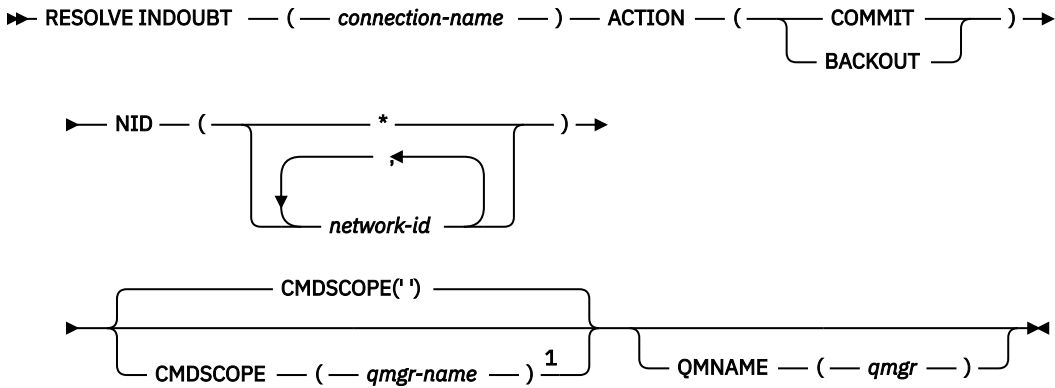 RESOLVE INDOUBT ( connection-name ) ACTION ( COMMIT )
BACKOUT
NID ( * )
,
network-id
CMDSCOPE(' ')
CMDSCOPE ( qmgr-name ) 1
QMNAME ( qmgr )